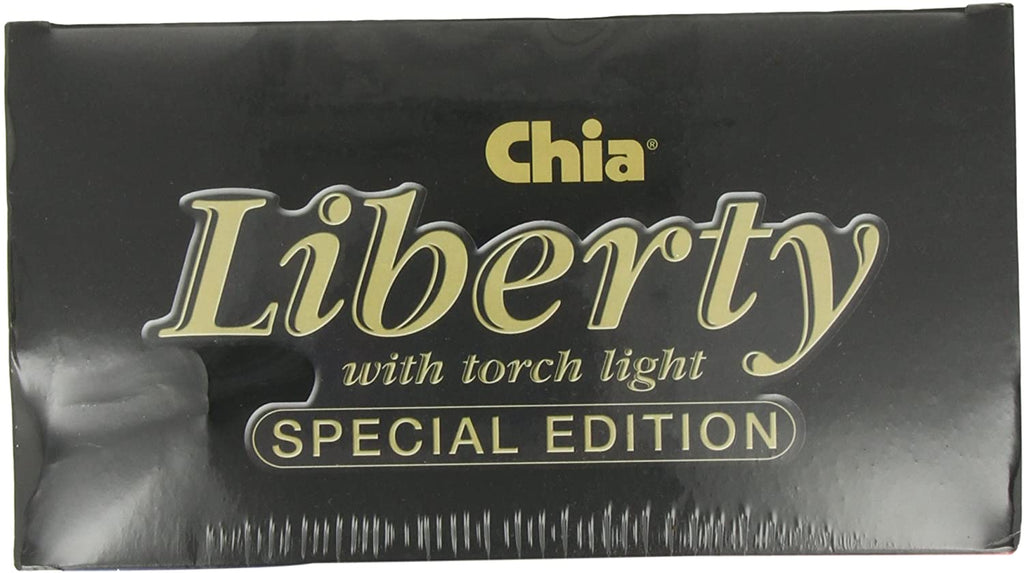 Chia®
Liberty
with torch light
SPECIAL EDITION